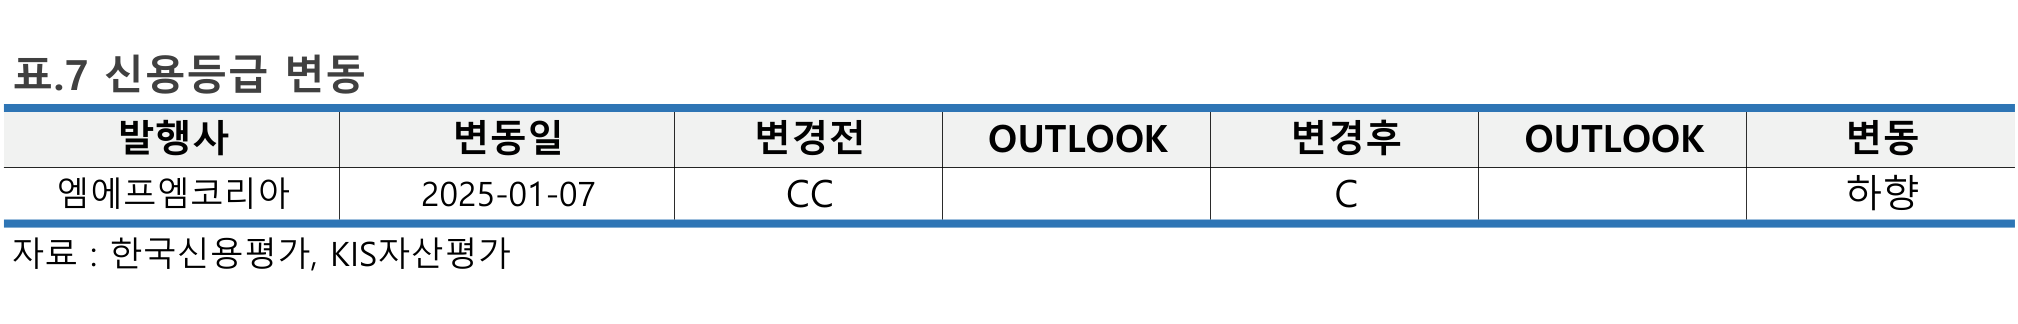 표.7 신용등급 변동
발행사 변동일 변경전 OUTLOOK 변경후 OUTLOOK 변동
엠에프엠코리아 2025-01-07 CC C 하향
자료 : 한국신용평가, KIS자산평가